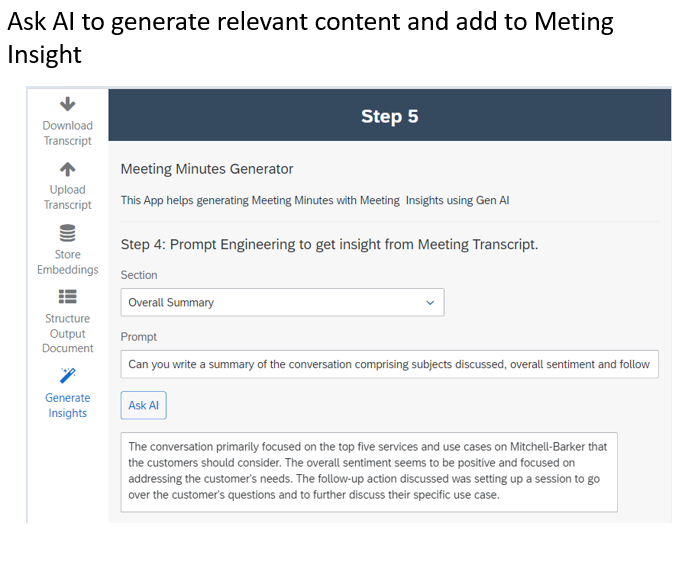 Ask AI to generate relevant content and add to Meting
Insight
Download
Transcript
Upload
Transcript
Store
Embeddings
Structure
Output
Document
Generate
Insights
Step 5
Meeting Minutes Generator
This App helps generating Meeting Minutes with Meeting Insights using Gen AI
Step 4: Prompt Engineering to get insight from Meeting Transcript.
Section
Overall Summary
Prompt
Can you write a summary of the conversation comprising subjects discussed, overall sentiment and follow
Ask AI
The conversation primarily focused on the top five services and use cases on Mitchell-Barker that
the customers should consider. The overall sentiment seems to be positive and focused on
addressing the customer's needs. The follow-up action discussed was setting up a session to go
over the customer's questions and to further discuss their specific use case.